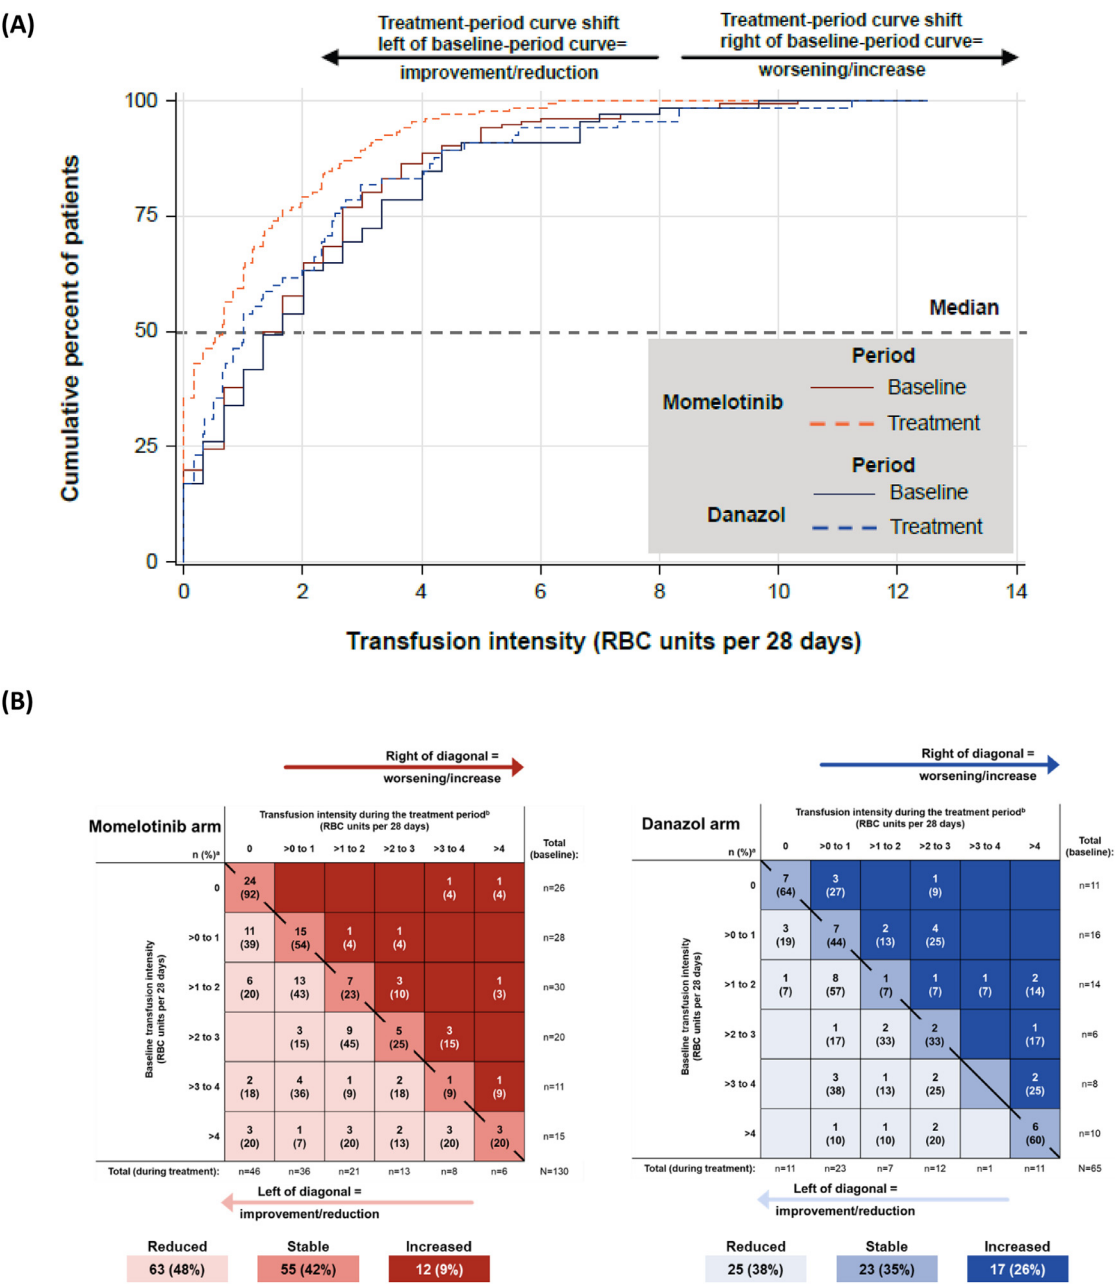 (A)
Treatment-period curve shift
left of baseline-period curve=
improvement/reduction
Treatment-period curve shift
right of baseline-period curve=
worsening/increase
Cumulative percent of patients
100
75
50
25
0
Median
Period
Momelotinib
Baseline
Treatment
Period
Danazol
Baseline
Treatment
0 2 4 6 8 10 12 14
Transfusion intensity (RBC units per 28 days)
(B)
Right of diagonal =
worsening/increase
Momelotinib arm
Transfusion intensity during the treatment periodᵇ
(RBC units per 28 days)
n (%)ᵃ 0 >0 to 1 >1 to 2 >2 to 3 >3 to 4 >4
Total
(baseline):
Baseline transfusion intensity
(RBC units per 28 days)
0 24 (92) 1 (4) 1 (4) n=26
>0 to 1 11 (39) 15 (54) 1 (4) 1 (4) n=28
>1 to 2 6 (20) 13 (43) 7 (23) 3 (10) 1 (3) n=30
>2 to 3 3 (15) 9 (45) 5 (25) 3 (15) n=20
>3 to 4 2 (18) 4 (36) 1 (9) 2 (18) 1 (9) 1 (9) n=11
>4 3 (20) 1 (7) 3 (20) 2 (13) 3 (20) 3 (20) n=15
Total (during treatment): n=46 n=36 n=21 n=13 n=8 n=6 N=130
Left of diagonal =
improvement/reduction
Reduced Stable Increased
63 (48%) 55 (42%) 12 (9%)
Right of diagonal =
worsening/increase
Danazol arm
Transfusion intensity during the treatment periodᵇ
(RBC units per 28 days)
n (%)ᵃ 0 >0 to 1 >1 to 2 >2 to 3 >3 to 4 >4
Total
(baseline):
Baseline transfusion intensity
(RBC units per 28 days)
0 7 (64) 3 (27) 1 (9) n=11
>0 to 1 3 (19) 7 (44) 2 (13) 4 (25) n=16
>1 to 2 1 (7) 8 (57) 1 (7) 1 (7) 1 (7) 2 (14) n=14
>2 to 3 1 (17) 2 (33) 2 (33) 1 (17) n=6
>3 to 4 3 (38) 1 (13) 2 (25) 2 (25) n=8
>4 1 (10) 1 (10) 2 (20) 6 (60) n=10
Total (during treatment): n=11 n=23 n=7 n=12 n=1 n=11 N=65
Left of diagonal =
improvement/reduction
Reduced Stable Increased
25 (38%) 23 (35%) 17 (26%)